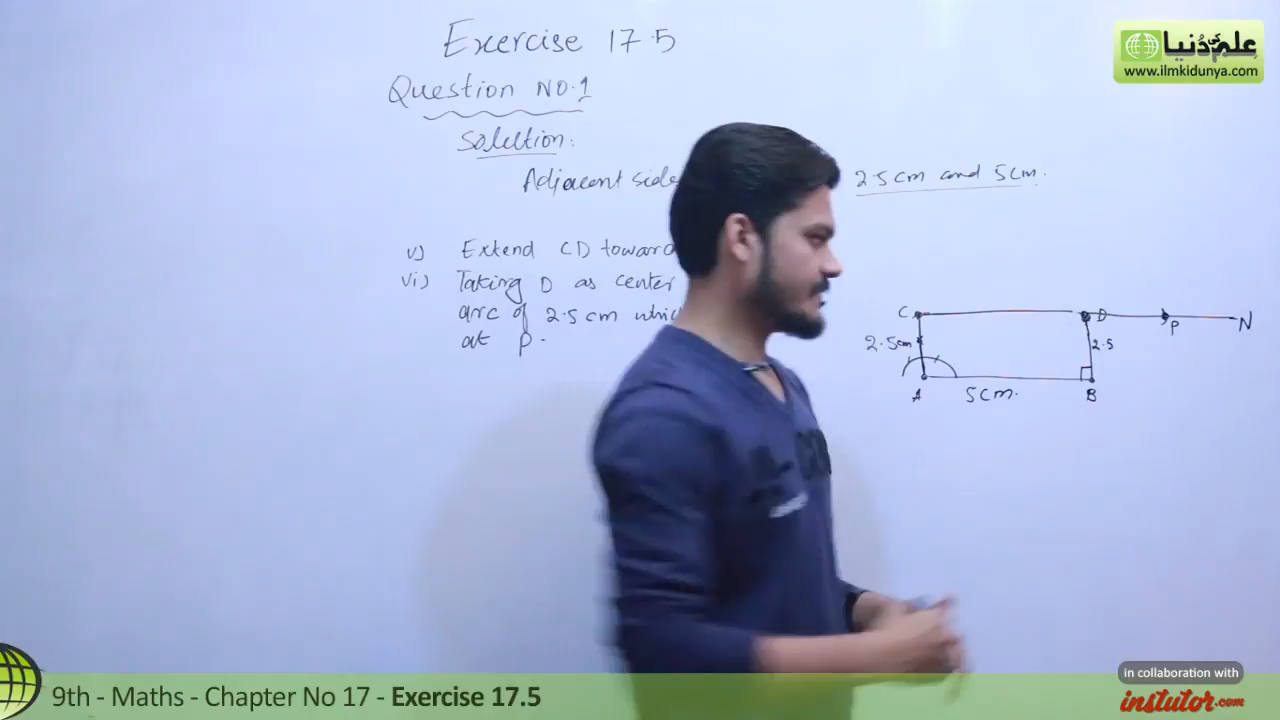 Exercise 17.5
Question NO.1
Solution:
Adjacent side 2.5cm and 5cm.
v) Extend CD toward
vi) Taking D as center
arc of 2.5cm whic
at P.
C D P N
2.5cm 2.5
A 5cm. B
علم کی دُنیا
www.ilmkidunya.com
9th - Maths - Chapter No 17 - Exercise 17.5
in collaboration with
instutor.com